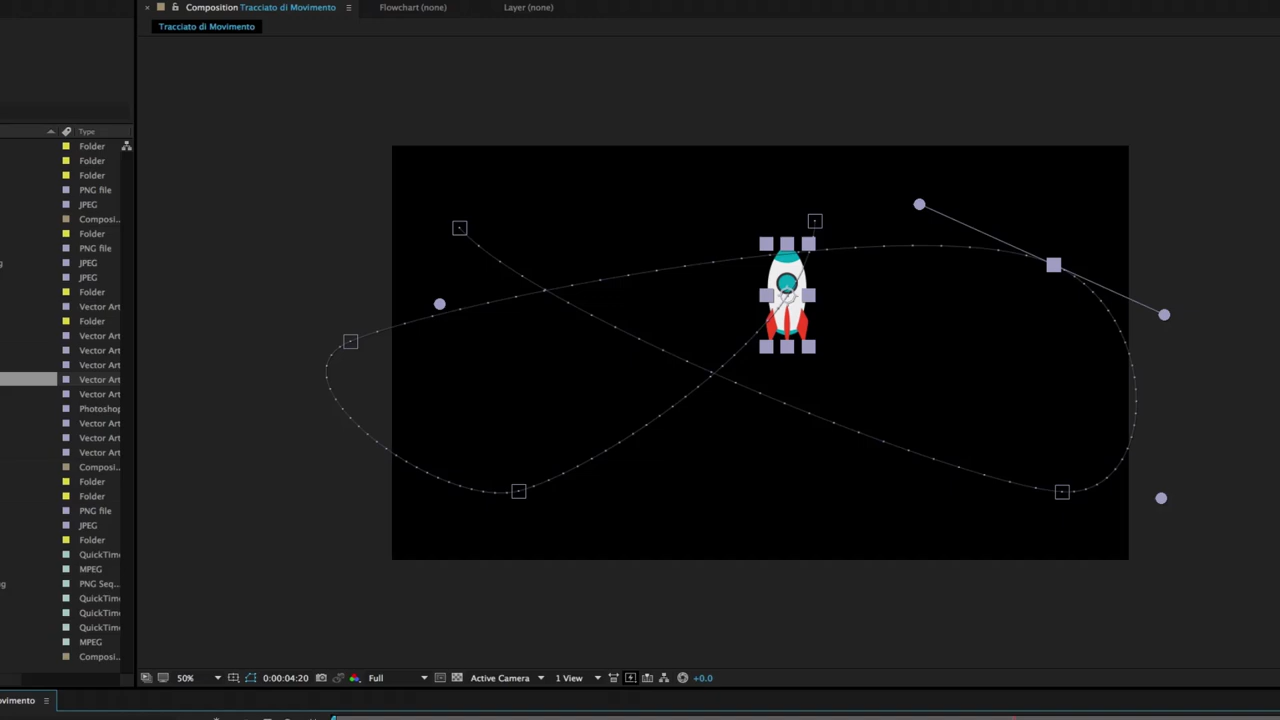 × Composition Tracciato di Movimento ≡ Flowchart (none) Layer (none)
Tracciato di Movimento
Type
Folder
Folder
Folder
PNG file
JPEG
Composi...
Folder
PNG file
JPEG
JPEG
Folder
Vector Art
Folder
Vector Art
Vector Art
Vector Art
Vector Art
Vector Art
Photoshop
Vector Art
Vector Art
Vector Art
Composi...
Folder
Folder
PNG file
JPEG
Folder
QuickTime
MPEG
PNG Seq...
QuickTime
QuickTime
QuickTime
MPEG
Composi...
50% 0:00:04:20 Full Active Camera 1 View +0.0
ovimento ≡